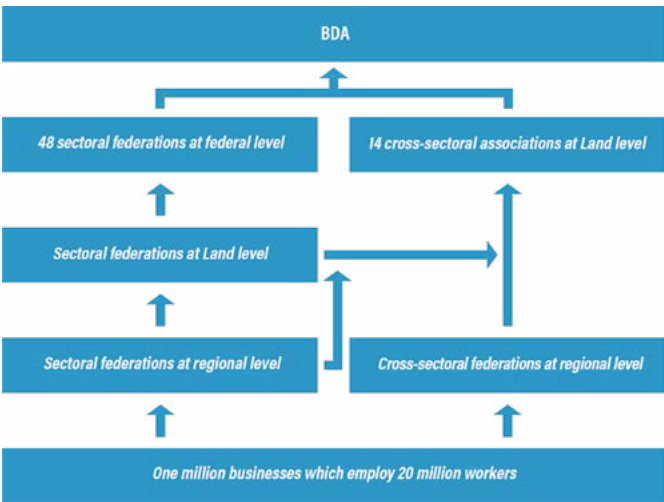 BDA
48 sectoral federations at federal level
14 cross-sectoral associations at Land level
Sectoral federations at Land level
Sectoral federations at regional level
Cross-sectoral federations at regional level
One million businesses which employ 20 million workers